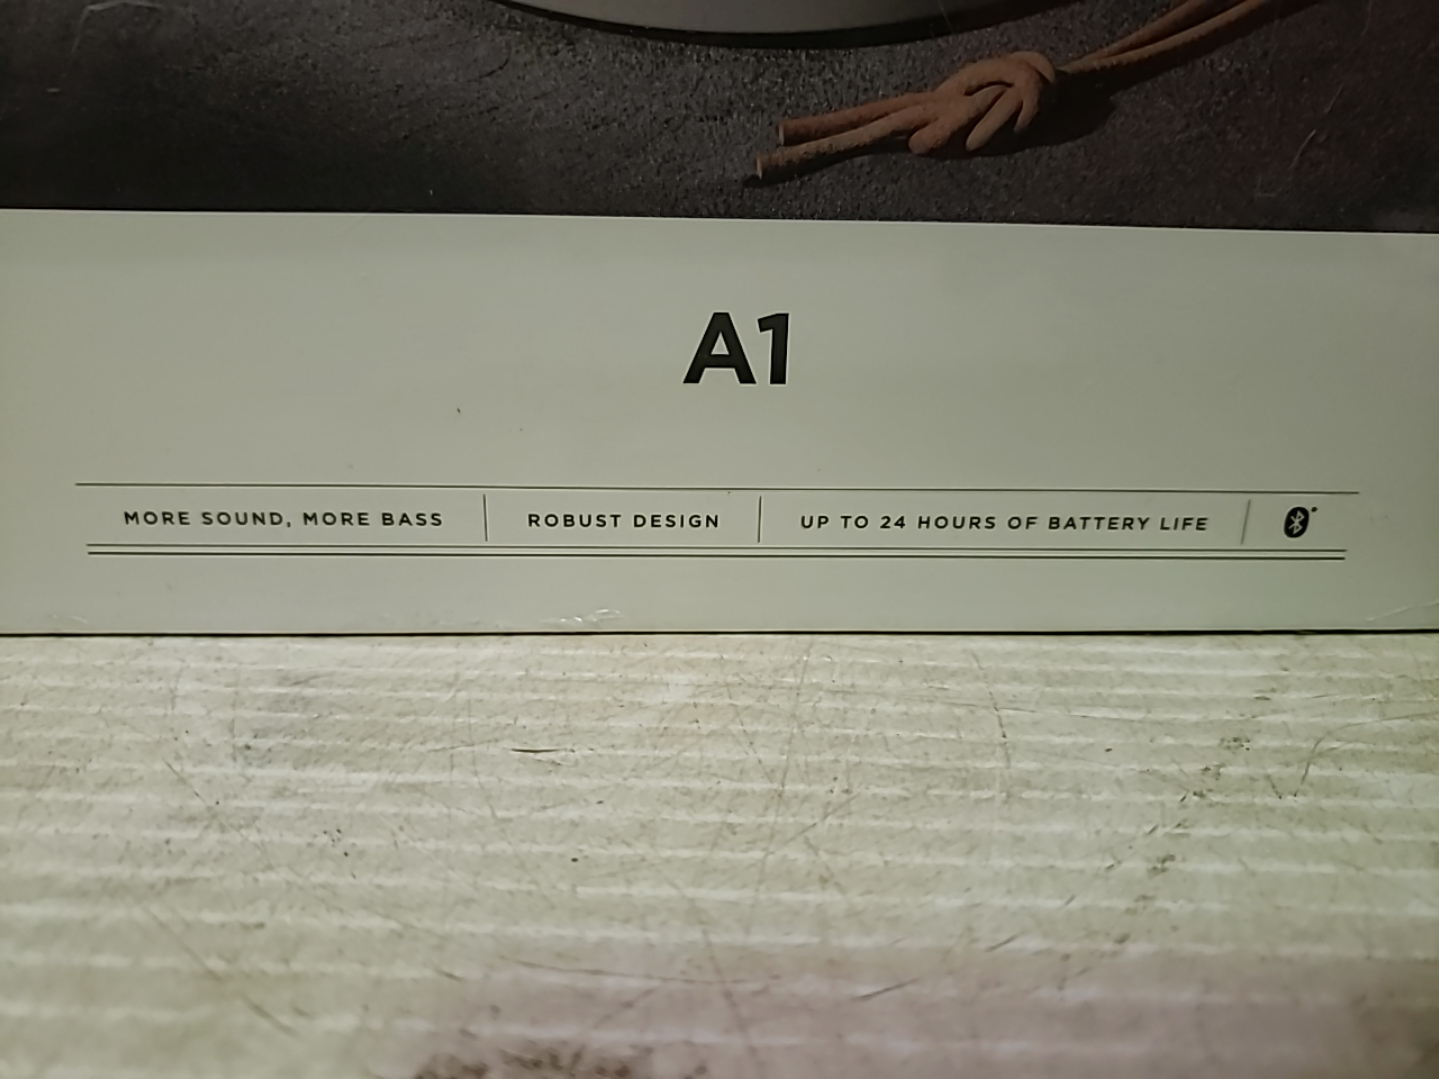 A1
MORE SOUND, MORE BASS
ROBUST DESIGN
UP TO 24 HOURS OF BATTERY LIFE